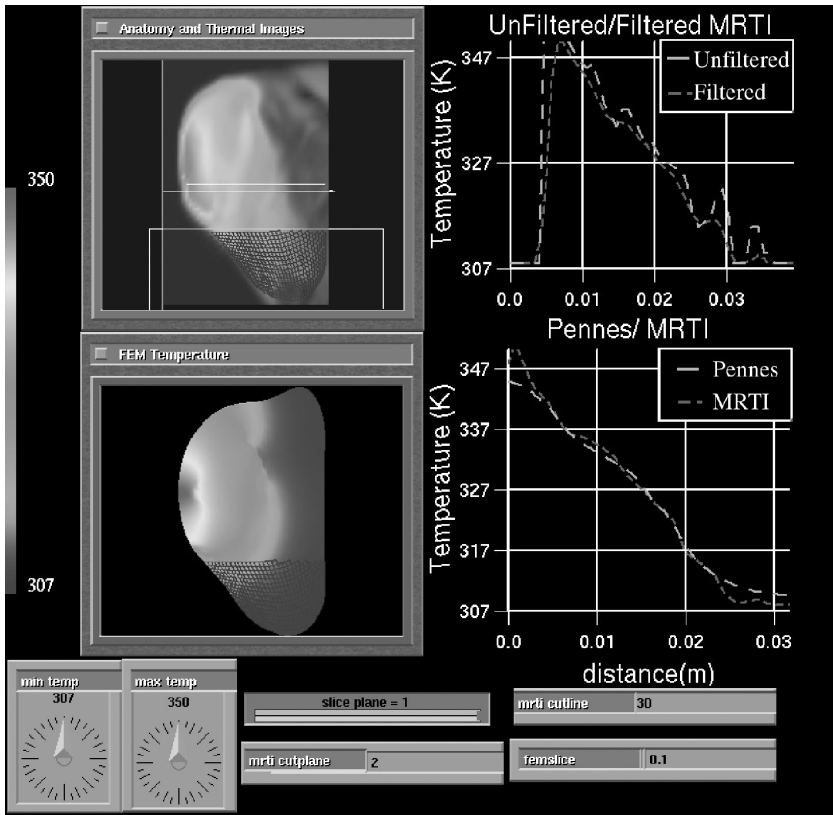 Anatomy and Thermal Images
350
307
UnFiltered/Filtered MRTI
Temperature (K)
347
327
307
0.0 0.01 0.02 0.03
Unfiltered
Filtered
FEM Temperature
Pennes/ MRTI
Temperature (K)
347
337
327
317
307
0.0 0.01 0.02 0.03
distance(m)
Pennes
MRTI
min temp
307
max temp
350
slice plane = 1
mrti cutline 30
mrti cutplane 2
femslice 0.1